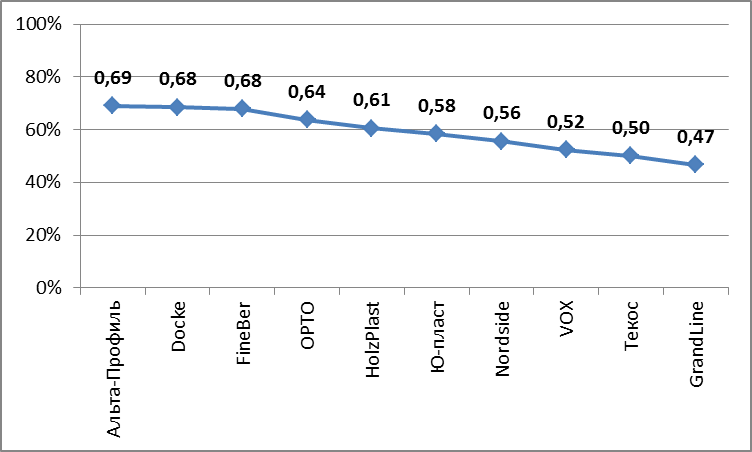 100%
80%
60%
40%
20%
0%
0,69
0,68
0,68
0,64
0,61
0,58
0,56
0,52
0,50
0,47
Альта-Профиль
Docke
FineBer
ОРТО
HolzPlast
Ю-пласт
Nordside
VOX
Текос
GrandLine